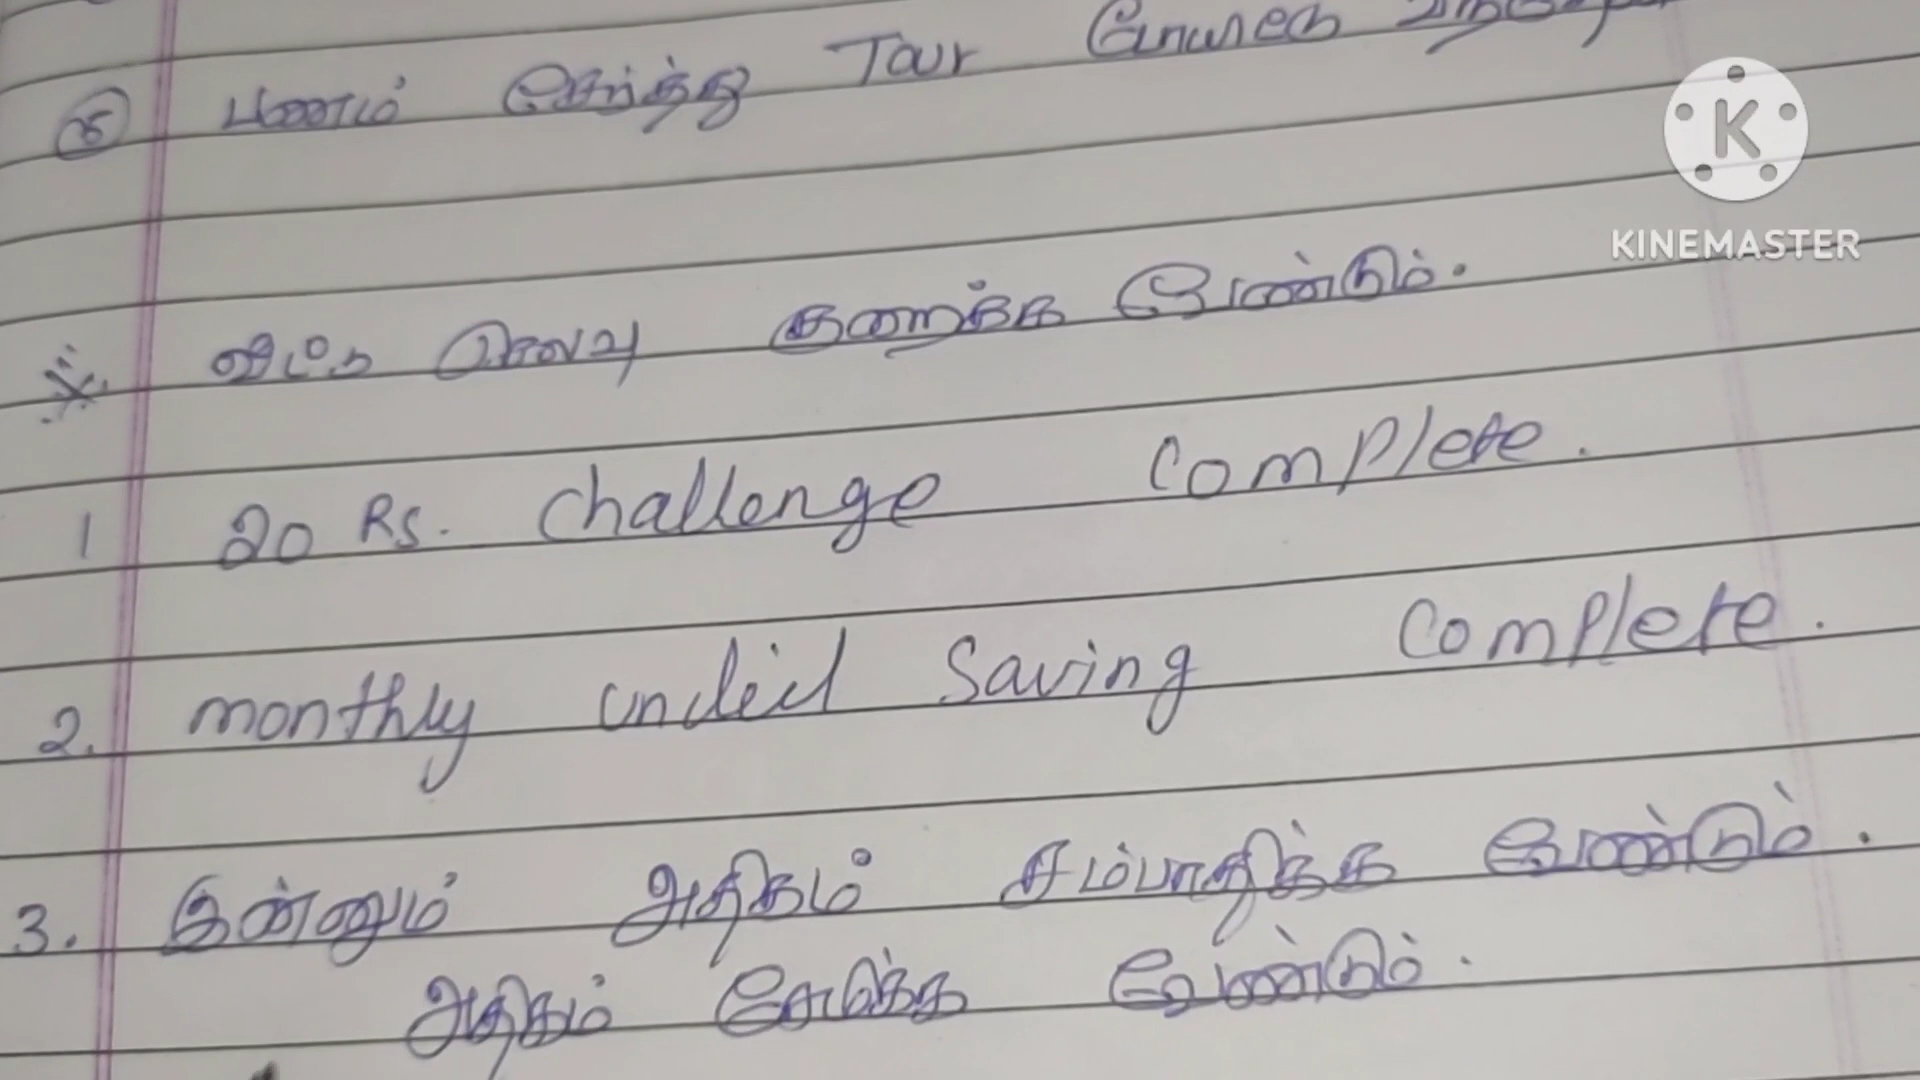 பணம் சேர்த்து Tour
K
KINEMASTER
※. வீட்டு செலவு குறைக்க வேண்டும்.
1 20 Rs. challenge complete.
2. monthly undeil Saving complete.
3. இன்னும் அதிகம் சம்பாதிக்க வேண்டும்.
அதிகம் சேமிக்க வேண்டும்.